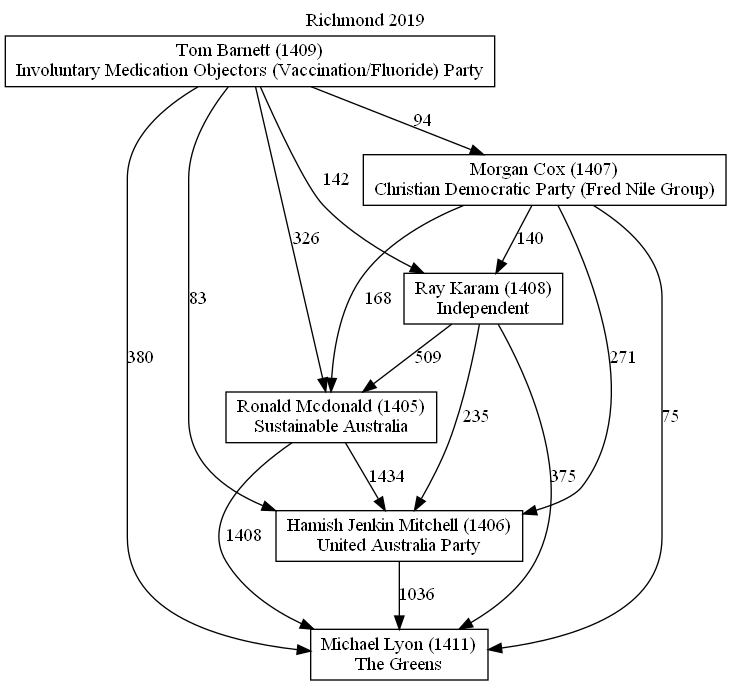 Richmond 2019
Tom Barnett (1409)
Involuntary Medication Objectors (Vaccination/Fluoride) Party
94
Morgan Cox (1407)
Christian Democratic Party (Fred Nile Group)
142
326
140
83
168
Ray Karam (1408)
Independent
380
509
271
Ronald Mcdonald (1405)
Sustainable Australia
235
75
1434
375
1408
Hamish Jenkin Mitchell (1406)
United Australia Party
1036
Michael Lyon (1411)
The Greens